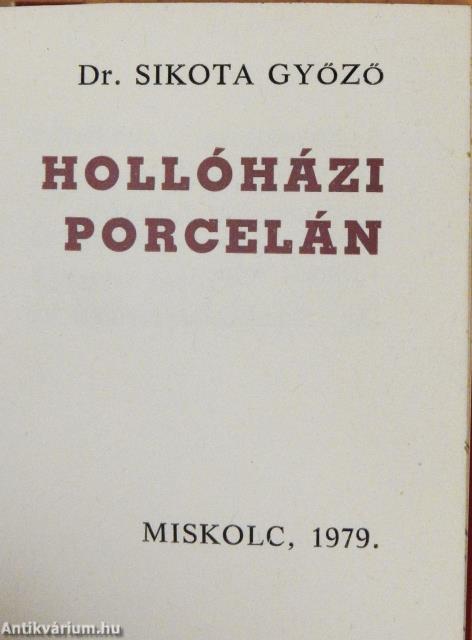 Dr. SIKOTA GYŐZŐ
HOLLÓHÁZI
PORCELÁN
MISKOLC, 1979.
Antikvárium.hu